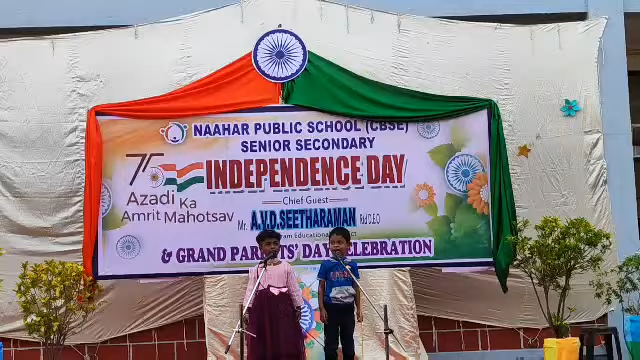 NAAHAR PUBLIC SCHOOL (CBSE)
SENIOR SECONDARY
75
Azadi Ka
Amrit Mahotsav
INDEPENDENCE DAY
Chief Guest
Mr. A.V.D.SEETHARAMAN Rtd D.E.O
& GRAND PARENTS' DAY CELEBRATION